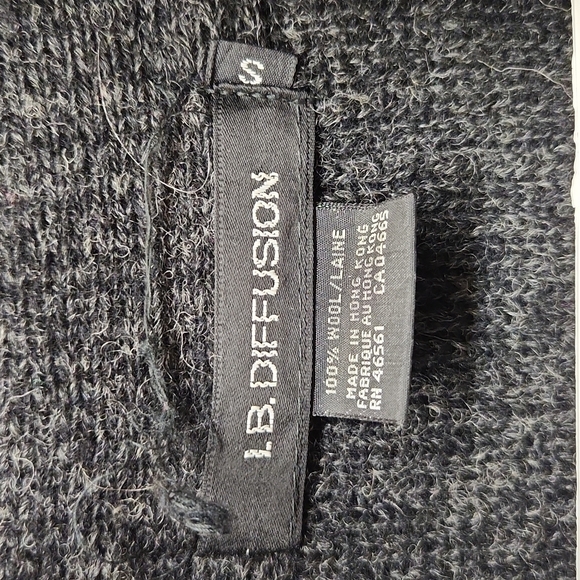 S
I.B. DIFFUSION
100% WOOL/LAINE
MADE IN HONG KONG
FABRIQUE AU HONG KONG
RN 46561 CA04665